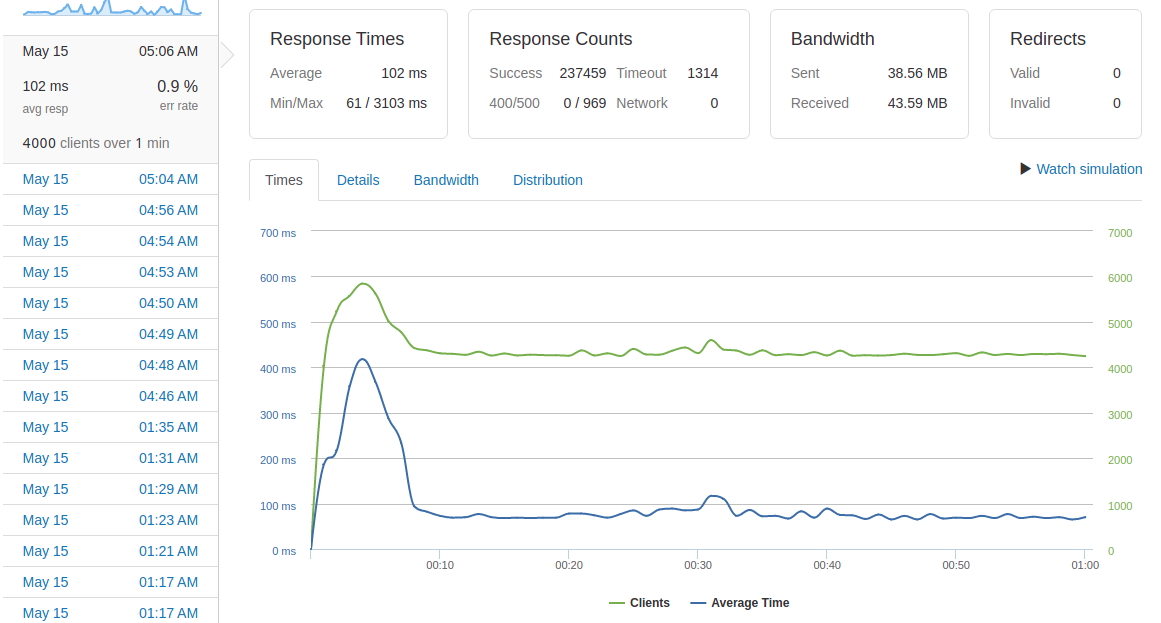 May 15 05:06 AM
102 ms 0.9 %
avg resp err rate
4000 clients over 1 min
May 15 05:04 AM
May 15 04:56 AM
May 15 04:54 AM
May 15 04:53 AM
May 15 04:50 AM
May 15 04:49 AM
May 15 04:48 AM
May 15 04:46 AM
May 15 01:35 AM
May 15 01:31 AM
May 15 01:29 AM
May 15 01:23 AM
May 15 01:21 AM
May 15 01:17 AM
May 15 01:17 AM
Response Times
Average 102 ms
Min/Max 61 / 3103 ms
Response Counts
Success 237459 Timeout 1314
400/500 0 / 969 Network 0
Bandwidth
Sent 38.56 MB
Received 43.59 MB
Redirects
Valid 0
Invalid 0
Times Details Bandwidth Distribution
Watch simulation
700 ms 7000
600 ms 6000
500 ms 5000
400 ms 4000
300 ms 3000
200 ms 2000
100 ms 1000
0 ms 0
00:10 00:20 00:30 00:40 00:50 01:00
Clients Average Time